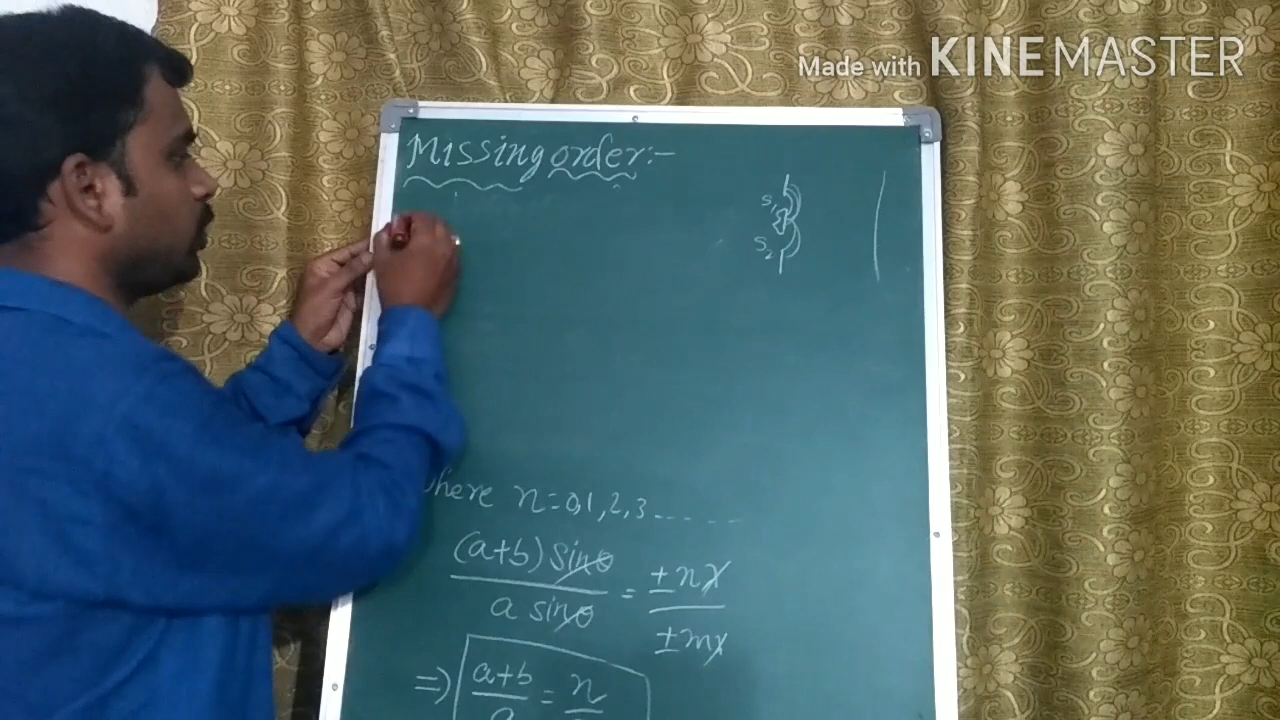 Made with KINEMASTER
Missing order:-
S1
S2
where n=0,1,2,3.....
(a+b) sinθ / a sinθ = ±nλ / ±mλ
⇒ a+b / a = n